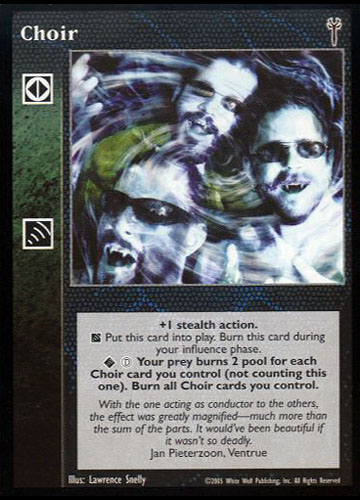 Choir
+1 stealth action.
Put this card into play. Burn this card during
your influence phase.
Your prey burns 2 pool for each
Choir card you control (not counting this
one). Burn all Choir cards you control.
With the one acting as conductor to the others,
the effect was greatly magnified—much more than
the sum of the parts. It would've been beautiful if
it wasn't so deadly.
Jan Pieterzoon, Ventrue
Illus: Lawrence Snelly
©2005 White Wolf Publishing, Inc. All Rights Reserved